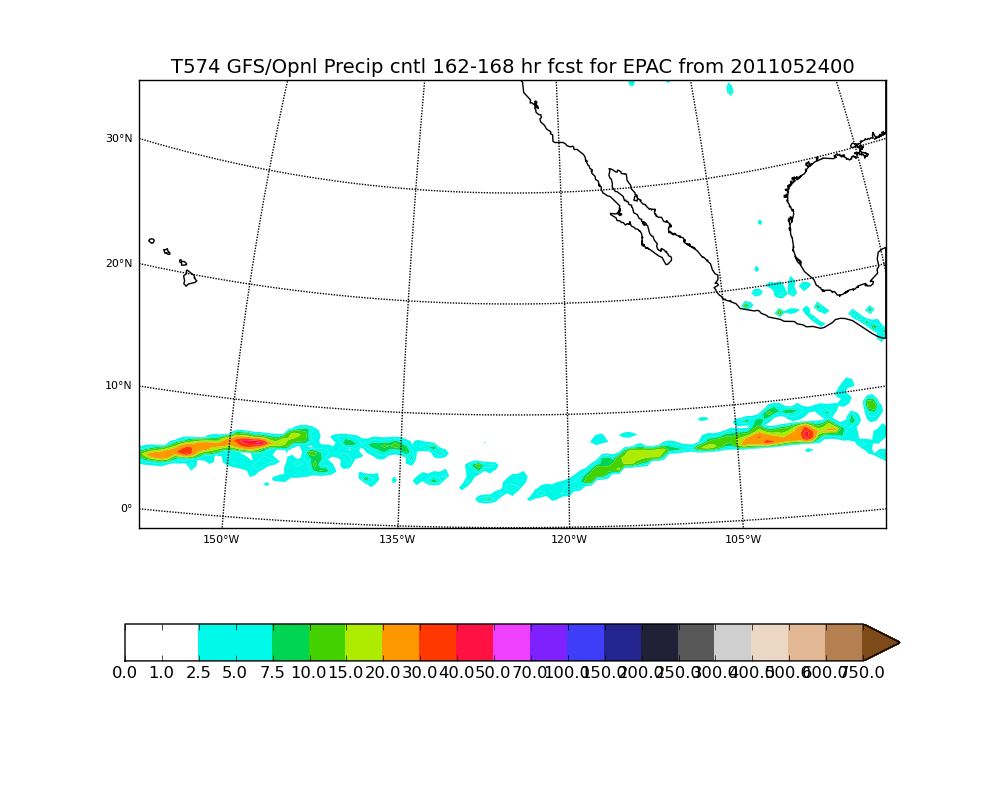 T574 GFS/Opnl Precip cntl 162-168 hr fcst for EPAC from 2011052400
30°N
20°N
10°N
0°
150°W 135°W 120°W 105°W
0.0 1.0 2.5 5.0 7.5 10.0 15.0 20.0 30.0 40.0 50.0 70.0 100.0 150.0 200.0 250.0 300.0 400.0 500.0 600.0 750.0